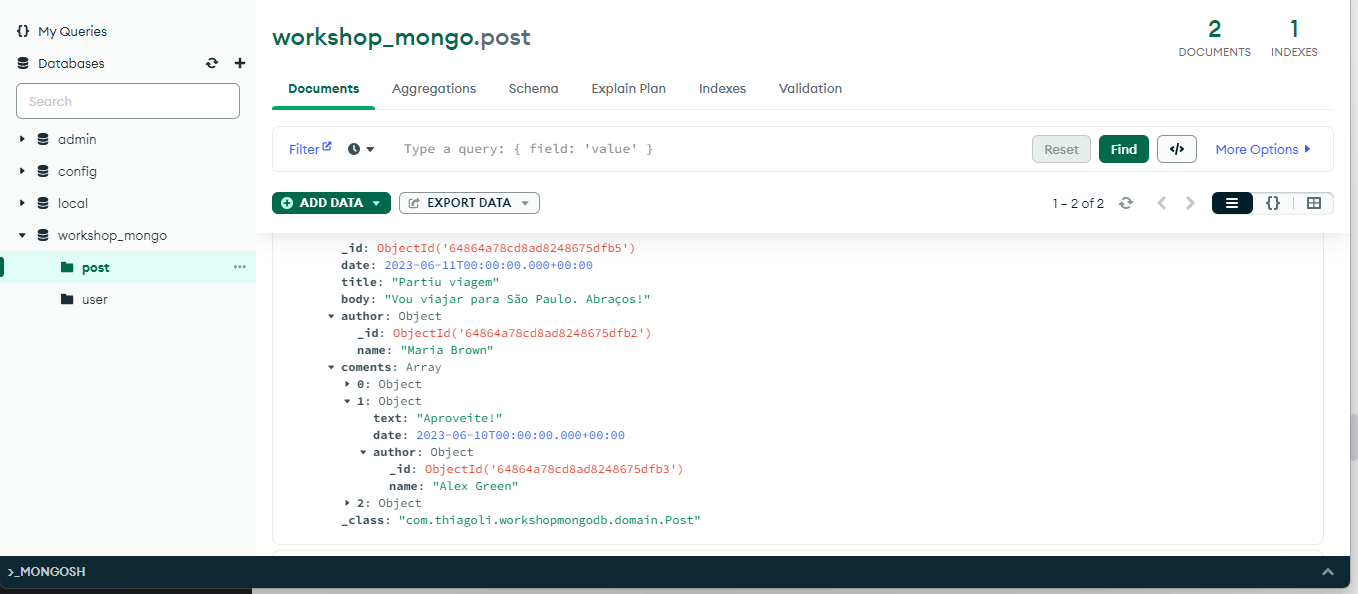 {} My Queries
Databases
Search
admin
config
local
workshop_mongo
post
user
workshop_mongo.post
2
DOCUMENTS
1
INDEXES
Documents Aggregations Schema Explain Plan Indexes Validation
Filter Type a query: { field: 'value' } Reset Find </> More Options
ADD DATA EXPORT DATA 1 – 2 of 2 {}
_id: ObjectId('64864a78cd8ad8248675dfb5')
date: 2023-06-11T00:00:00.000+00:00
title: "Partiu viagem"
body: "Vou viajar para São Paulo. Abraços!"
author: Object
_id: ObjectId('64864a78cd8ad8248675dfb2')
name: "Maria Brown"
coments: Array
0: Object
1: Object
text: "Aproveite!"
date: 2023-06-10T00:00:00.000+00:00
author: Object
_id: ObjectId('64864a78cd8ad8248675dfb3')
name: "Alex Green"
2: Object
_class: "com.thiagoli.workshopmongodb.domain.Post"
>_MONGOSH